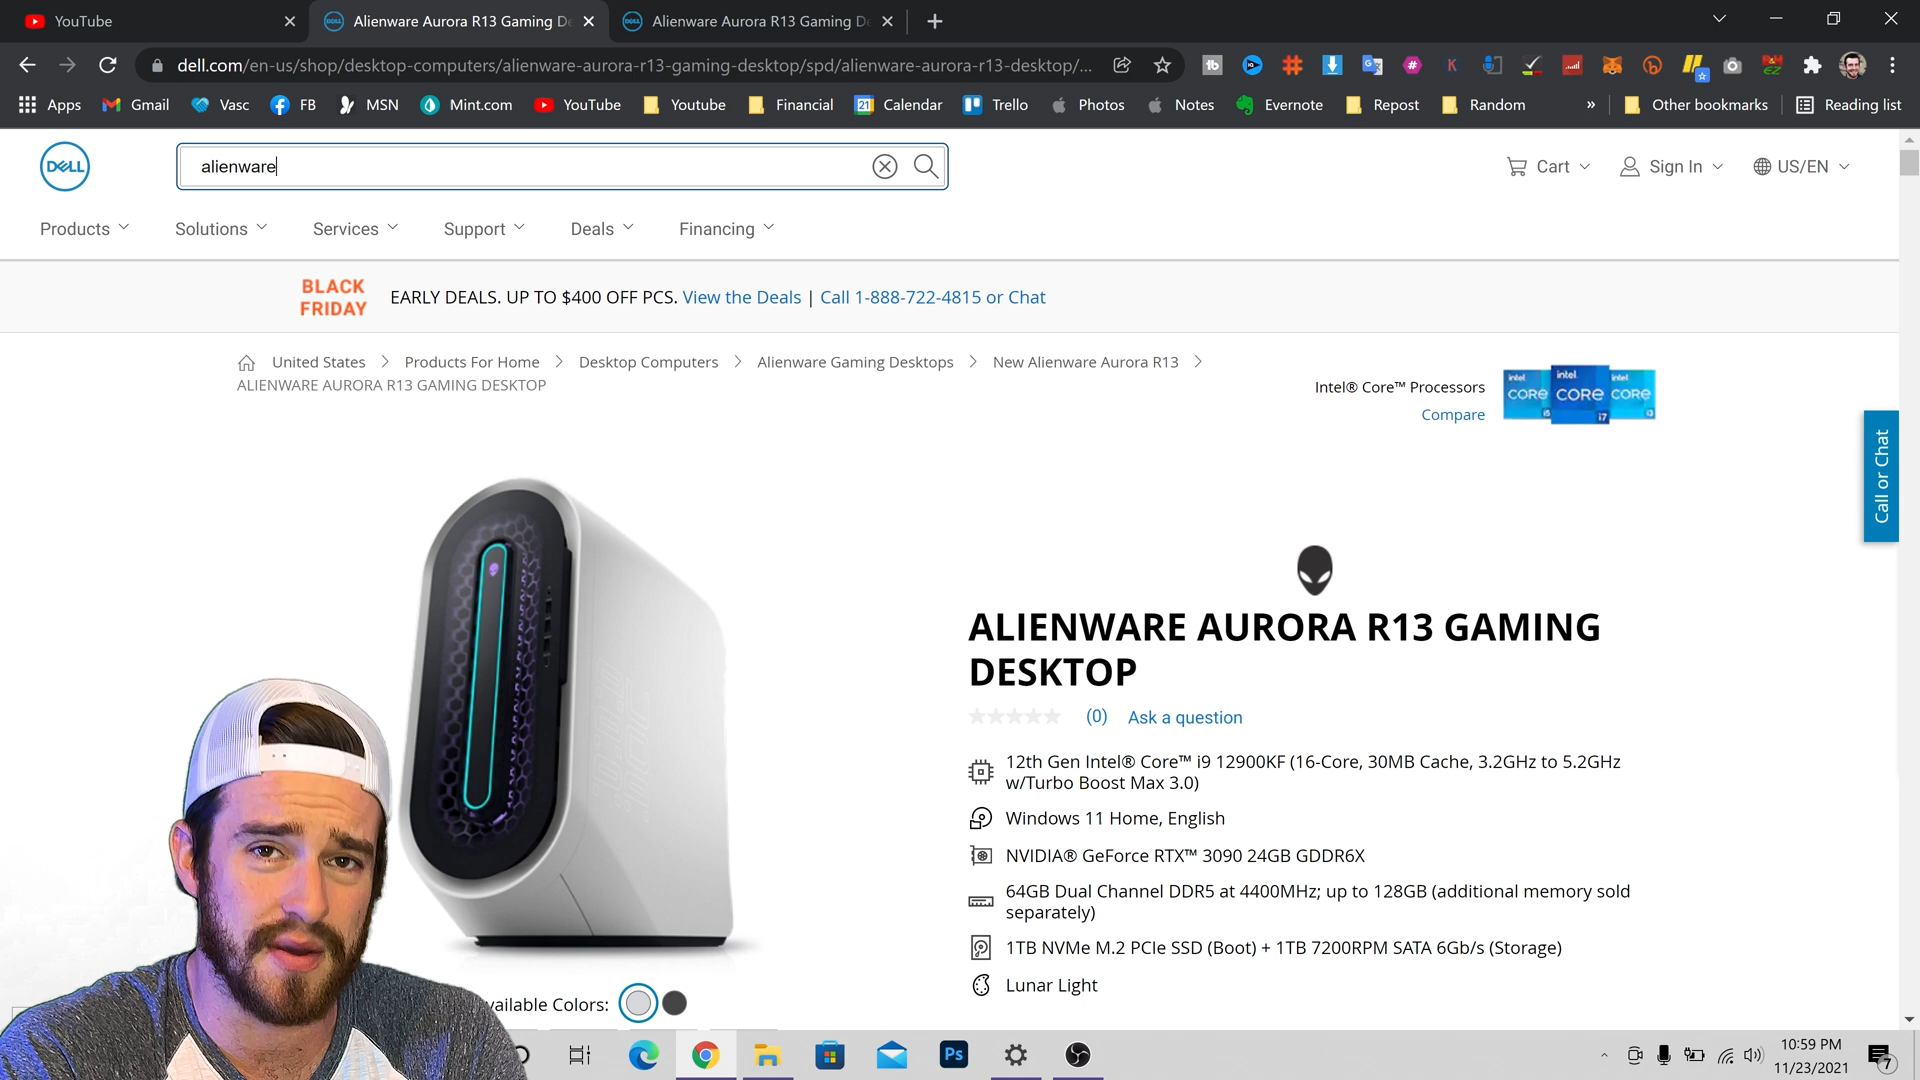 YouTube
Alienware Aurora R13 Gaming De
Alienware Aurora R13 Gaming De
dell.com/en-us/shop/desktop-computers/alienware-aurora-r13-gaming-desktop/spd/alienware-aurora-r13-desktop/...
Apps Gmail Vasc FB MSN Mint.com YouTube Youtube Financial 21 Calendar Trello Photos Notes Evernote Repost Random » Other bookmarks Reading list
DELL alienware Cart Sign In US/EN
Products Solutions Services Support Deals Financing
BLACK
FRIDAY
EARLY DEALS. UP TO $400 OFF PCS. View the Deals | Call 1-888-722-4815 or Chat
United States > Products For Home > Desktop Computers > Alienware Gaming Desktops > New Alienware Aurora R13 >
ALIENWARE AURORA R13 GAMING DESKTOP
Intel® Core™ Processors
Compare
intel CORE i5 intel CORE i7 intel CORE i3
Call or Chat
ALIENWARE AURORA R13 GAMING
DESKTOP
(0) Ask a question
12th Gen Intel® Core™ i9 12900KF (16-Core, 30MB Cache, 3.2GHz to 5.2GHz
w/Turbo Boost Max 3.0)
Windows 11 Home, English
NVIDIA® GeForce RTX™ 3090 24GB GDDR6X
64GB Dual Channel DDR5 at 4400MHz; up to 128GB (additional memory sold
separately)
1TB NVMe M.2 PCIe SSD (Boot) + 1TB 7200RPM SATA 6Gb/s (Storage)
Lunar Light
vailable Colors:
Ps
10:59 PM
11/23/2021
7